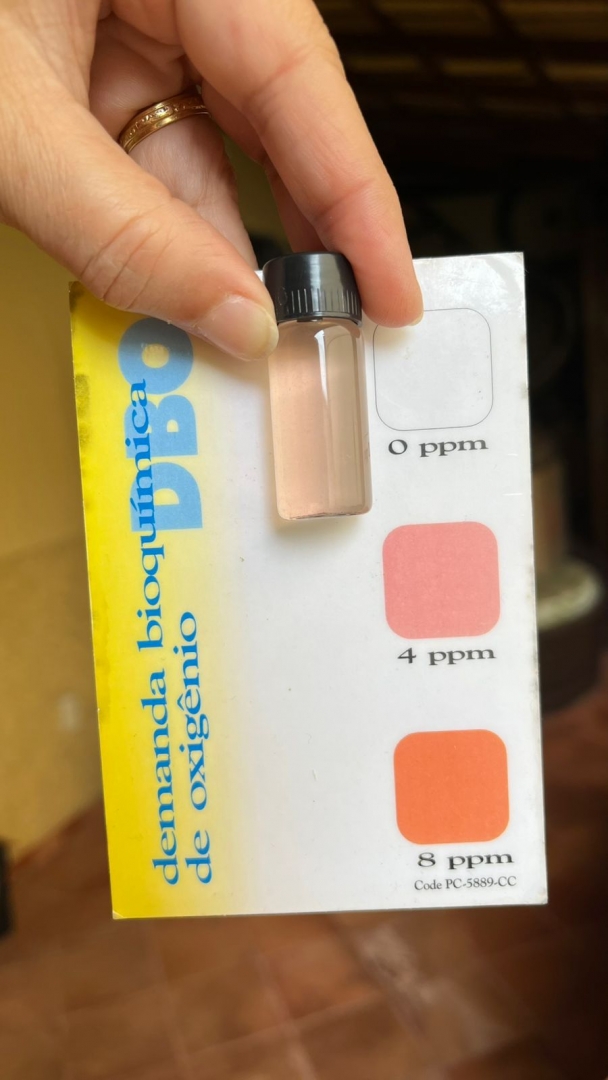 DBO
demanda bioquímica
de oxigênio
0 ppm
4 ppm
8 ppm
Code PC-5889-CC